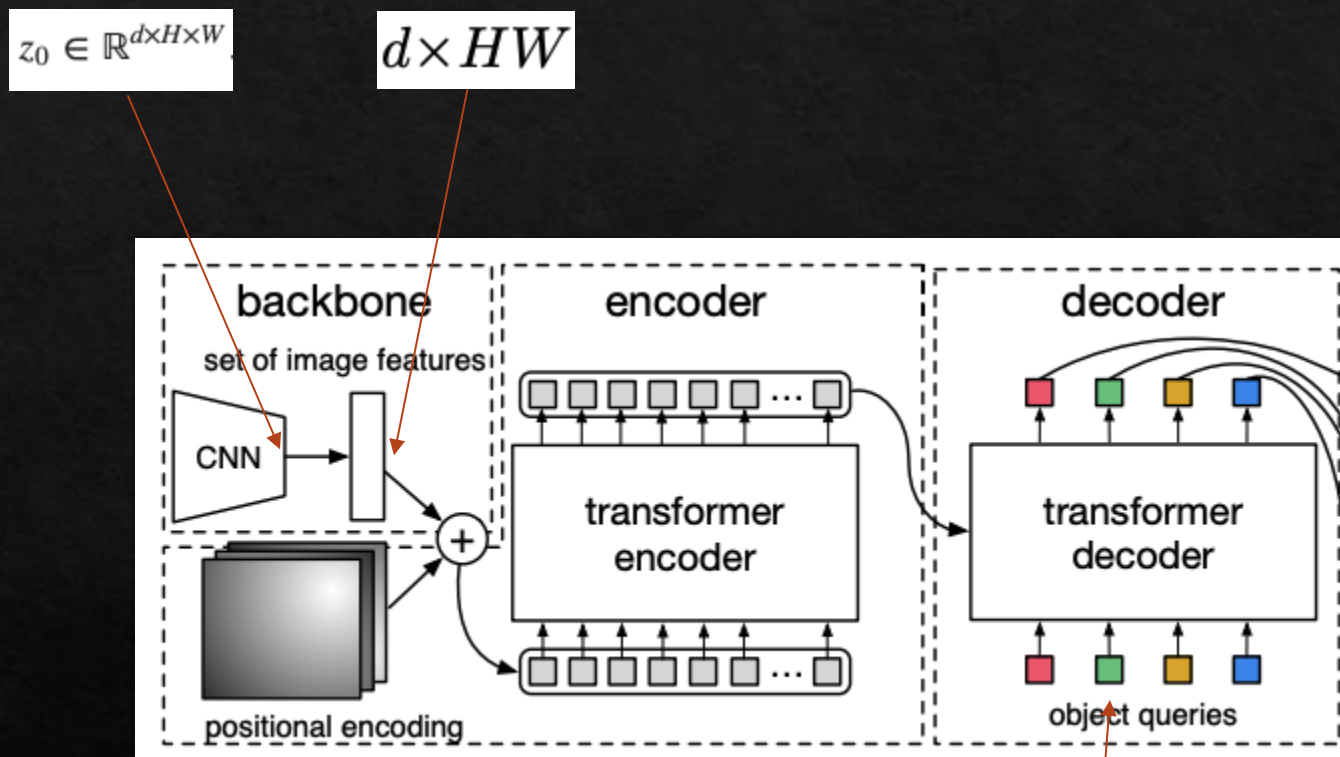 z₀ ∈ ℝ^{d×H×W}.
d×HW
backbone
encoder
decoder
set of image features
CNN
...
transformer
encoder
transformer
decoder
+
...
object queries
positional encoding